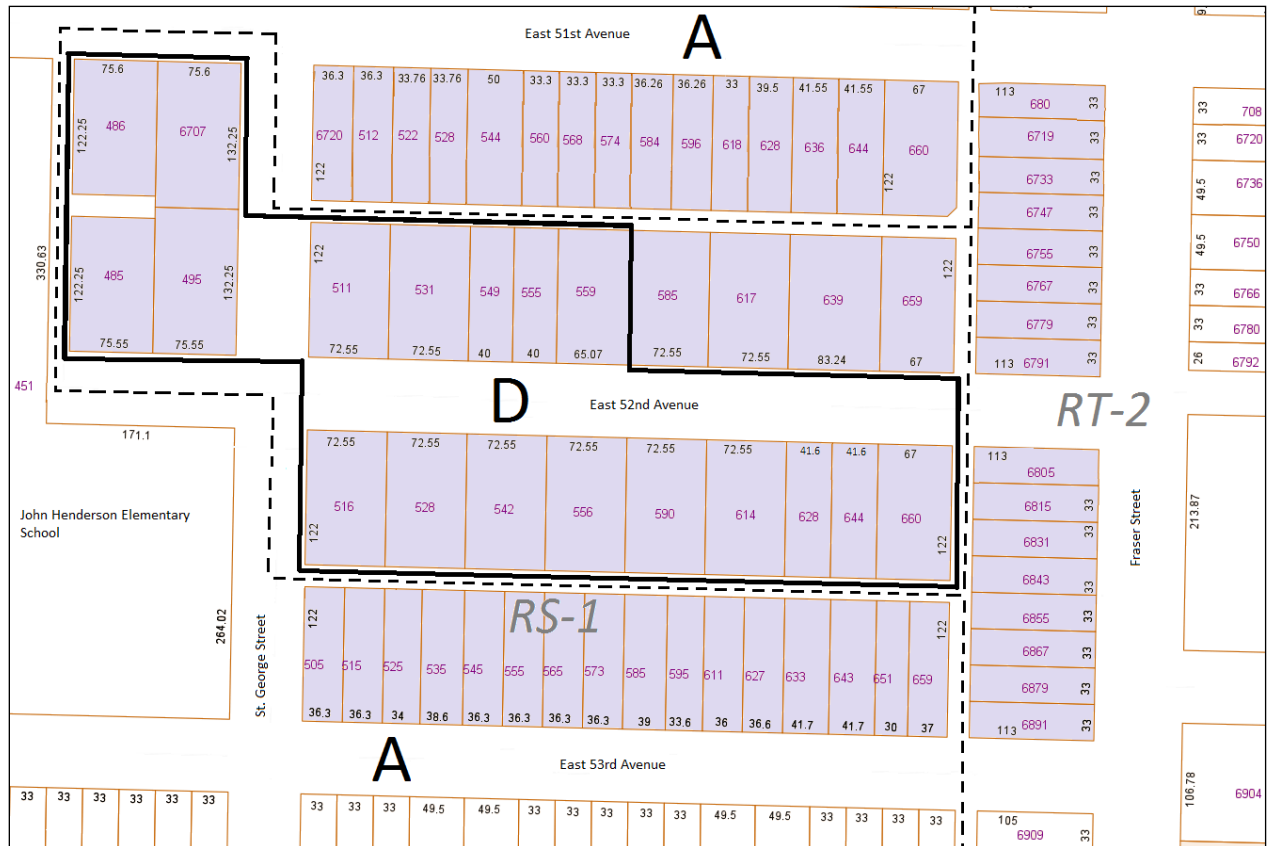 East 51st Avenue
A
75.6 75.6
486 6707
122.25 132.25
36.3 36.3 33.76 33.76 50 33.3 33.3 33.3 36.26 36.26 33 39.5 41.55 41.55 67
6720 512 522 528 544 560 568 574 584 596 618 628 636 644 660
122 122
113 680 33
6719
6733 33
6747 33
6755 33
6767 33
6779 33
113 6791 33
33 708
33 6720
49.5 6736
49.5 6750
33 6766
33 6780
26 6792
330.63
485 495
122.25 132.25
75.55 75.55
122 122
511 531 549 555 559 585 617 639 659
72.55 72.55 40 40 65.07 72.55 72.55 83.24 67
451
171.1
D
East 52nd Avenue
RT-2
72.55 72.55 72.55 72.55 72.55 72.55 41.6 41.6 67
516 528 542 556 590 614 628 644 660
122 122
113 6805
6815 33
6831 33
6843 33
6855 33
6867 33
6879 33
113 6891 33
Fraser Street
213.87
John Henderson Elementary
School
264.02
St. George Street
RS-1
122 122
505 515 525 535 545 555 565 573 585 595 611 627 633 643 651 659
36.3 36.3 34 38.6 36.3 36.3 36.3 36.3 39 33.6 36 36.6 41.7 41.7 30 37
A
East 53rd Avenue
33 33 33 33 33 33
33 33 33 49.5 49.5 33 33 33 33 33 49.5 49.5 33 33 33 33
105
6909 33
106.78
6904